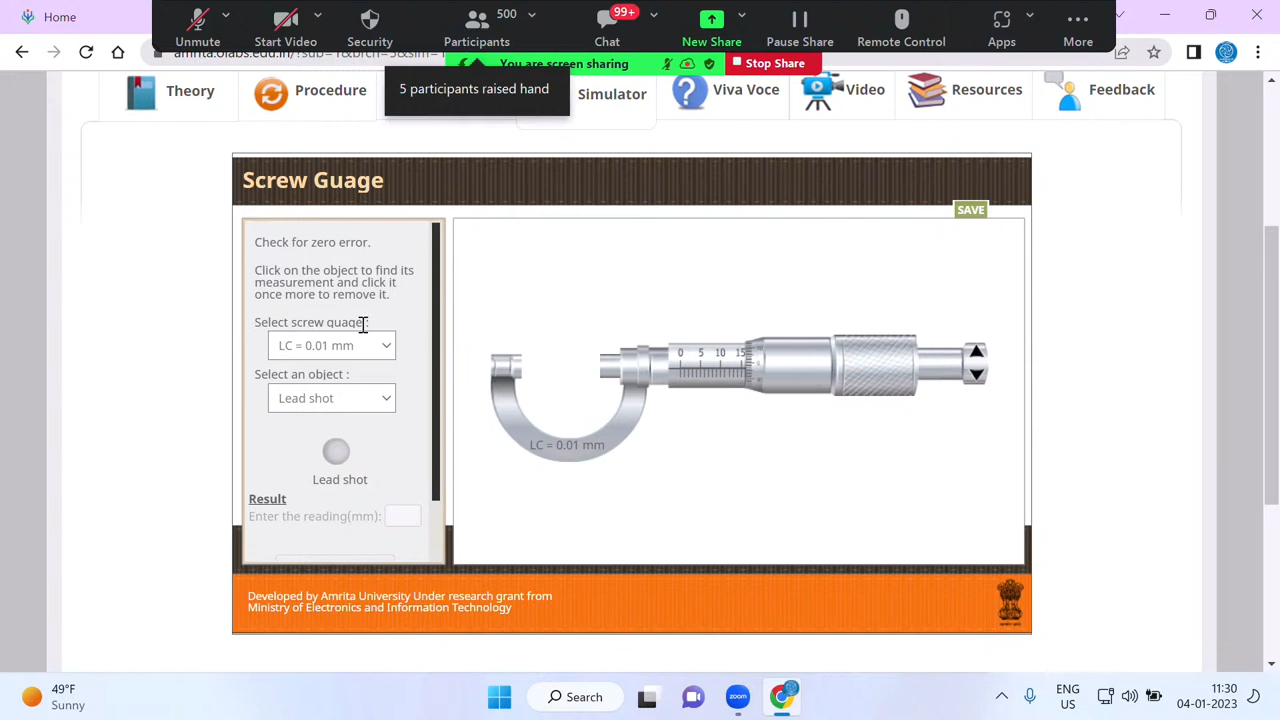 Home
Unmute
Start Video
Security
500
Participants
99+
Chat
New Share
Pause Share
Remote Control
Apps
More
You are screen sharing
Stop Share
5 participants raised hand
Theory
Procedure
Simulator
Viva Voce
Video
Resources
Feedback
Screw Guage
SAVE
Check for zero error.
Click on the object to find its
measurement and click it
once more to remove it.
Select screw guage :
LC = 0.01 mm
Select an object :
Lead shot
Lead shot
Result
Enter the reading(mm):
0 5 10 15
LC = 0.01 mm
Developed by Amrita University Under research grant from
Ministry of Electronics and Information Technology
49°F
Sunny
Search
zoom
ENG
US
11:30
04-01-2023